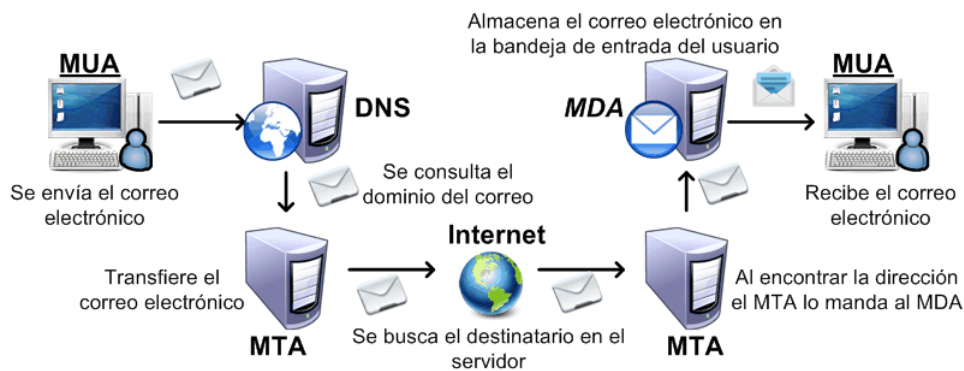 MUA
Se envía el correo
electrónico
DNS
Se consulta el
dominio del correo
Transfiere el
correo electrónico
MTA
Internet
Se busca el destinatario en el
servidor
MTA
Al encontrar la dirección
el MTA lo manda al MDA
MDA
Almacena el correo electrónico en
la bandeja de entrada del usuario
MUA
Recibe el correo
electrónico